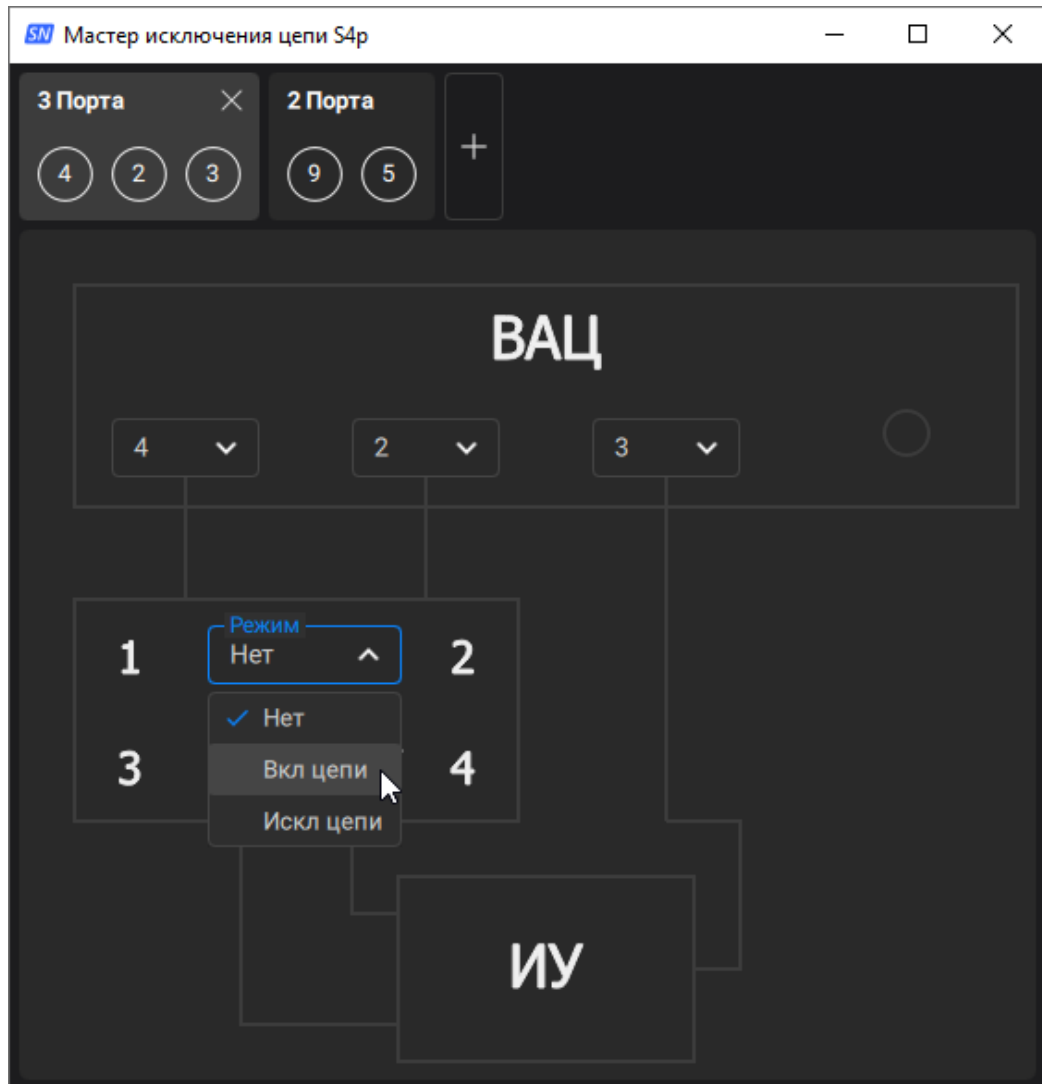 SN Мастер исключения цепи S4p
3 Порта
2 Порта
4 2 3
9 5
ВАЦ
4 2 3
Режим
1 Нет 2
Нет
3 4
Вкл цепи
Искл цепи
ИУ